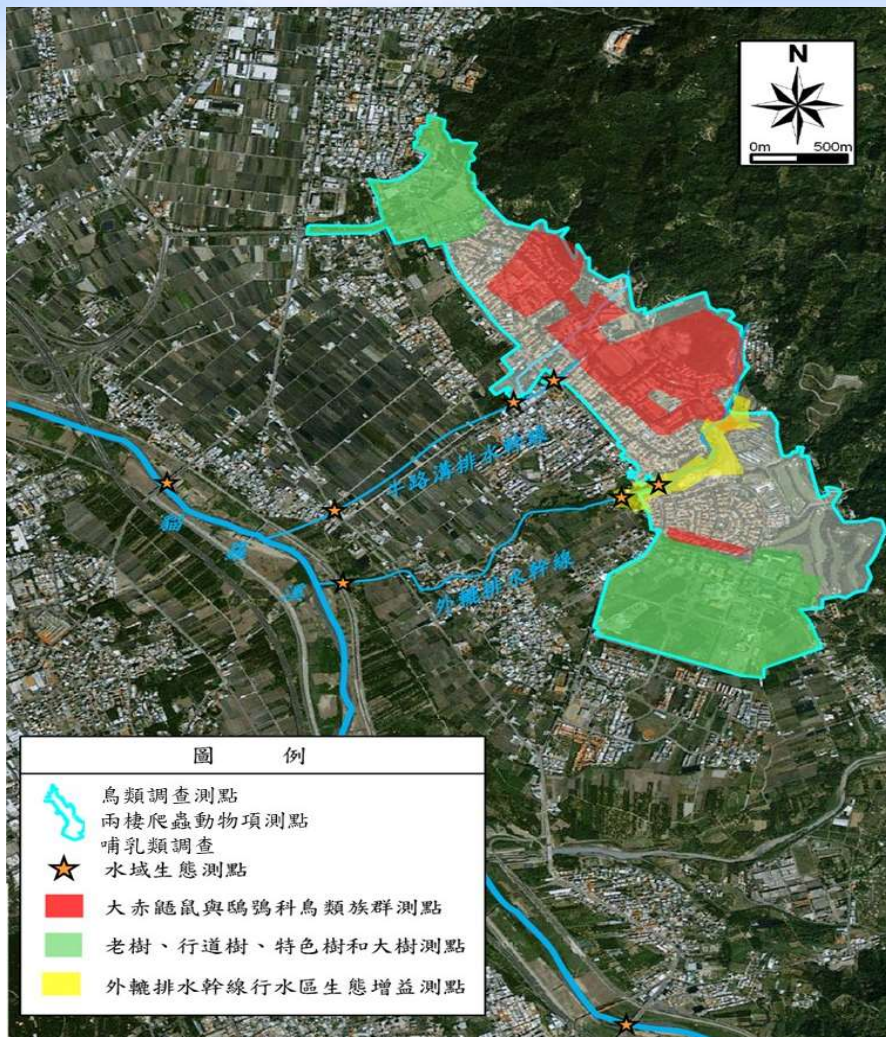 N
0m 500m
十路溝排水幹線
貓
羅
溪
外轆排水幹線
圖 例
鳥類調查測點
兩棲爬蟲動物項測點
哺乳類調查
水域生態測點
大赤鼯鼠與鴟鴞科鳥類族群測點
老樹、行道樹、特色樹和大樹測點
外轆排水幹線行水區生態增益測點